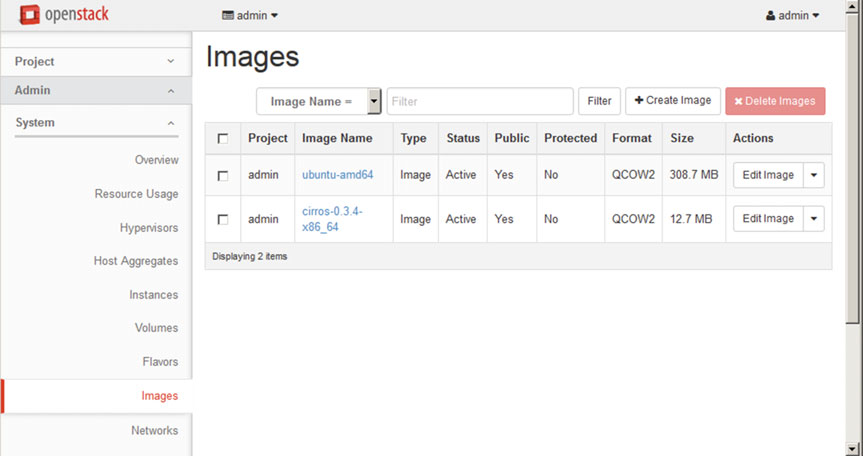 openstack
admin
admin
Project
Admin
System
Overview
Resource Usage
Hypervisors
Host Aggregates
Instances
Volumes
Flavors
Images
Networks
Images
Image Name = Filter Filter Create Image Delete Images
Project Image Name Type Status Public Protected Format Size Actions
admin ubuntu-amd64 Image Active Yes No QCOW2 308.7 MB Edit Image
admin cirros-0.3.4- Image Active Yes No QCOW2 12.7 MB Edit Image
x86_64
Displaying 2 items